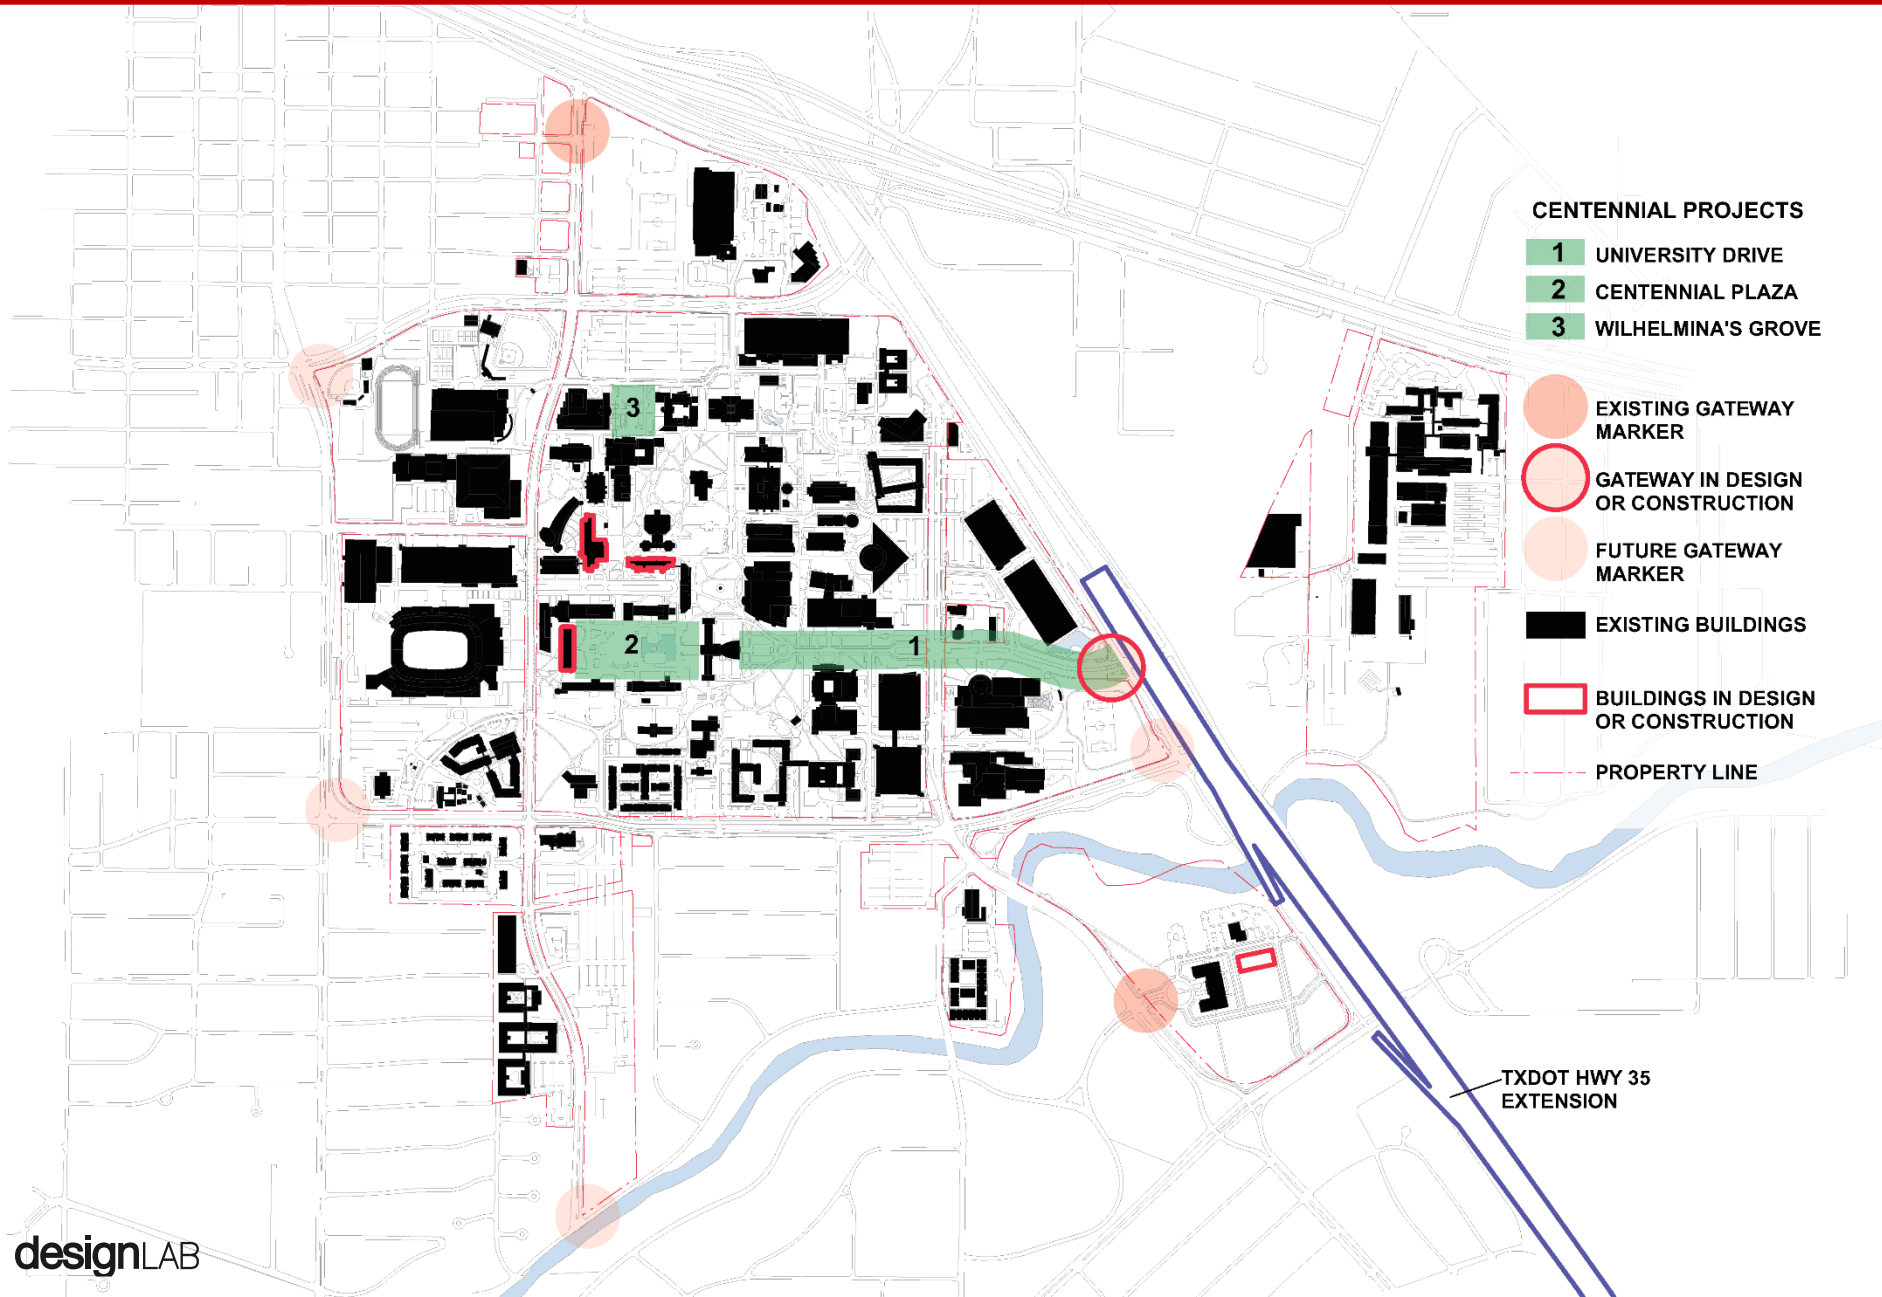 CENTENNIAL PROJECTS
1 UNIVERSITY DRIVE
2 CENTENNIAL PLAZA
3 WILHELMINA'S GROVE
EXISTING GATEWAY
MARKER
GATEWAY IN DESIGN
OR CONSTRUCTION
FUTURE GATEWAY
MARKER
EXISTING BUILDINGS
BUILDINGS IN DESIGN
OR CONSTRUCTION
PROPERTY LINE
3
2
1
TXDOT HWY 35
EXTENSION
designLAB